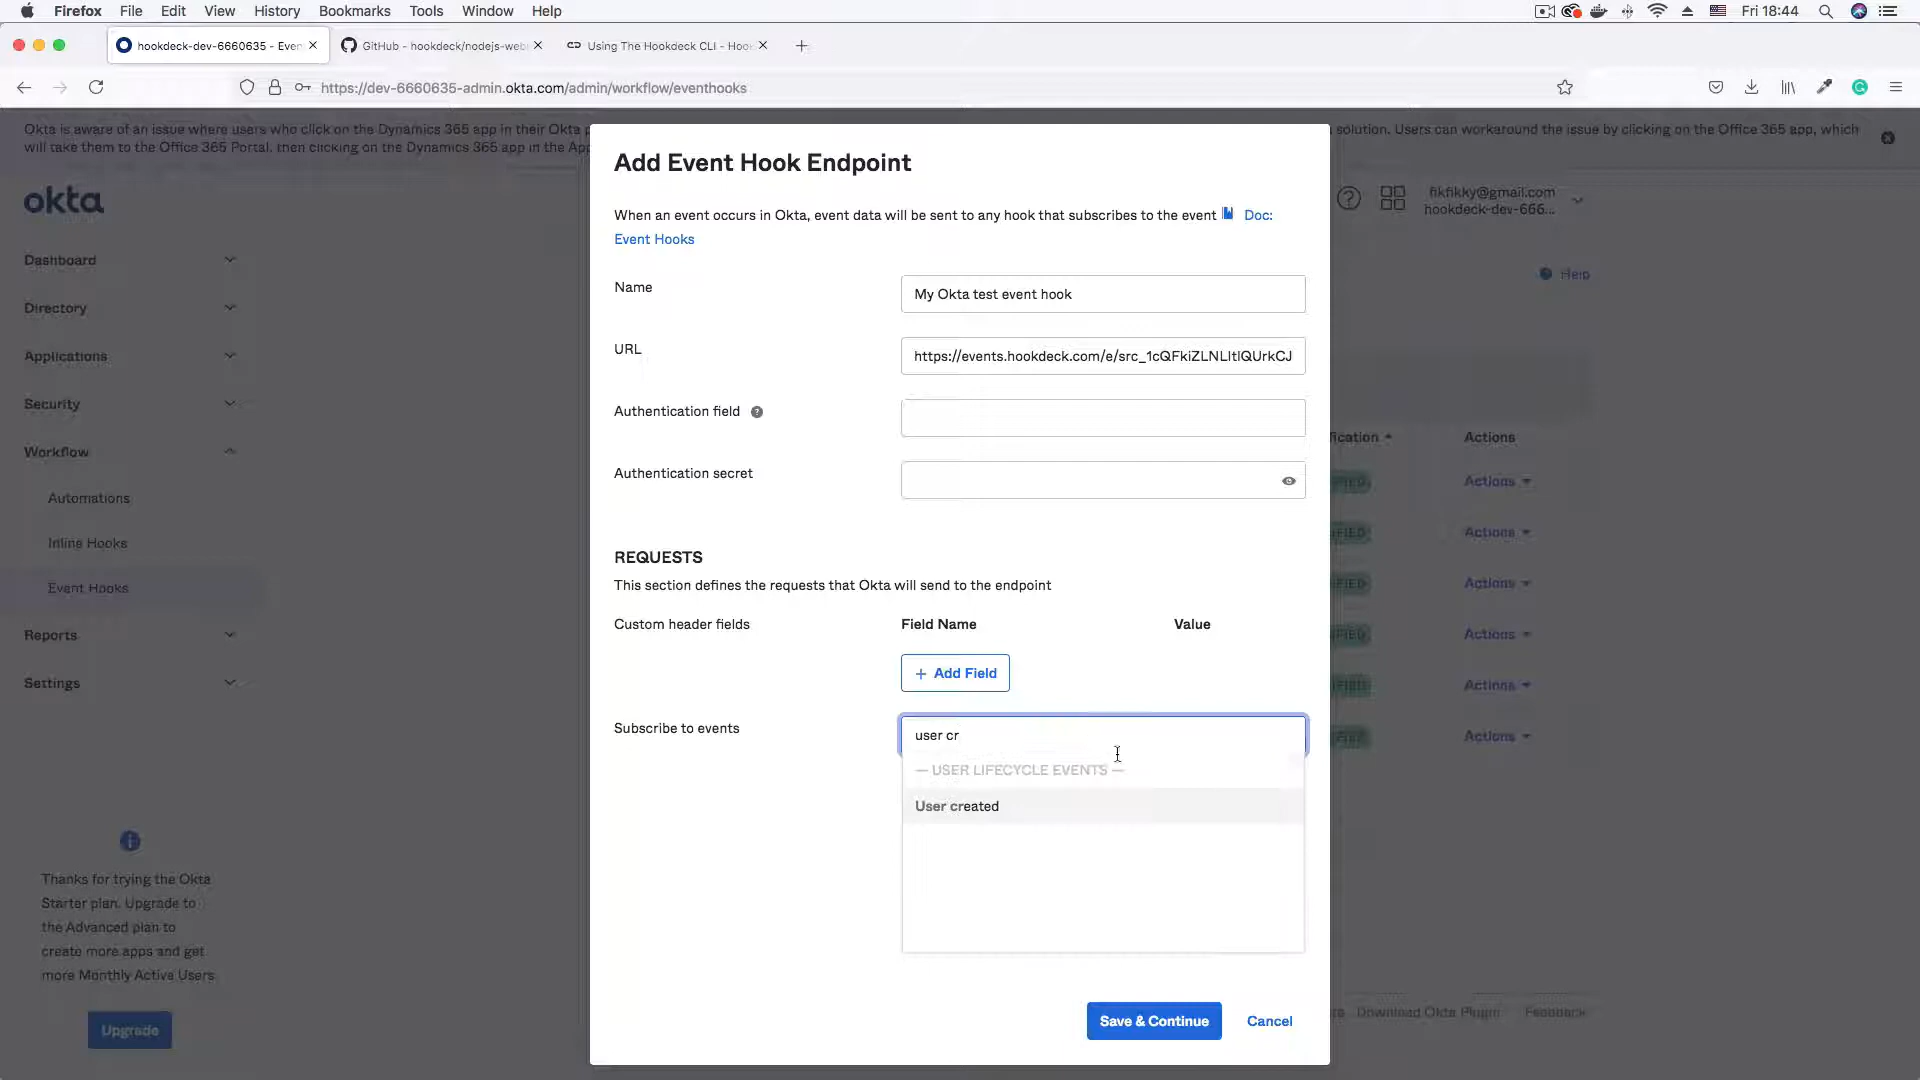 Firefox File Edit View History Bookmarks Tools Window Help Fri 18:44
hookdeck-dev-6660635 - Even GitHub - hookdeck/nodejs-web Using The Hookdeck CLI - Hoo
https://dev-6660635-admin.okta.com/admin/workflow/eventhooks
Okta is aware of an issue where users who click on the Dynamics 365 app in their Okta solution. Users can workaround the issue by clicking on the Office 365 app, which
will take them to the Office 365 Portal. then clicking on the Dynamics 365 app in the App
okta
fikfikky@gmail.com
hookdeck-dev-666...
Help
Dashboard
Directory
Applications
Security
Workflow
Automations
Inline Hooks
Event Hooks
Reports
Settings
Thanks for trying the Okta
Starter plan. Upgrade to
the Advanced plan to
create more apps and get
more Monthly Active Users
Upgrade
Add Event Hook Endpoint
When an event occurs in Okta, event data will be sent to any hook that subscribes to the event Doc:
Event Hooks
Name My Okta test event hook
URL https://events.hookdeck.com/e/src_1cQFkiZLNLItIQUrkCJ
Authentication field
Authentication secret
REQUESTS
This section defines the requests that Okta will send to the endpoint
Custom header fields Field Name Value
+ Add Field
Subscribe to events user cr
— USER LIFECYCLE EVENTS —
User created
Save & Continue Cancel
fication Actions
FIED Actions
FIED Actions
FIED Actions
FIED Actions
FIED Actions
FIED Actions
Download Okta Plugin Feedback